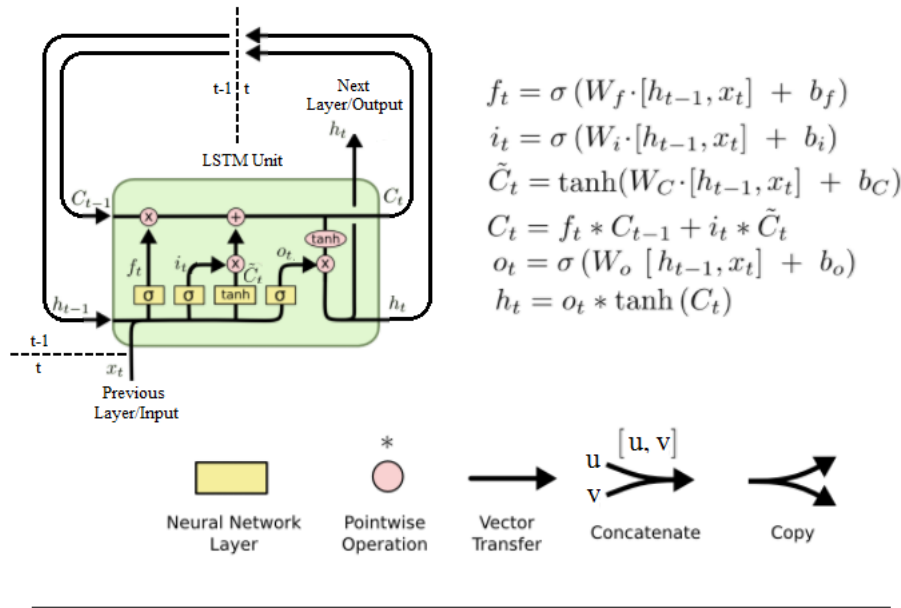 t-1 t
Next
Layer/Output
h_t
LSTM Unit
C_{t-1}
C_t
x
+
tanh
f_t
i_t
C̃_t
o_t
x
x
σ
σ
tanh
σ
h_{t-1}
h_t
t-1
t
x_t
Previous
Layer/Input
f_t = σ (W_f·[h_{t-1}, x_t] + b_f)
i_t = σ (W_i·[h_{t-1}, x_t] + b_i)
C̃_t = tanh(W_C·[h_{t-1}, x_t] + b_C)
C_t = f_t * C_{t-1} + i_t * C̃_t
o_t = σ (W_o [h_{t-1}, x_t] + b_o)
h_t = o_t * tanh (C_t)
*
u
v
[u, v]
Neural Network
Layer
Pointwise
Operation
Vector
Transfer
Concatenate
Copy